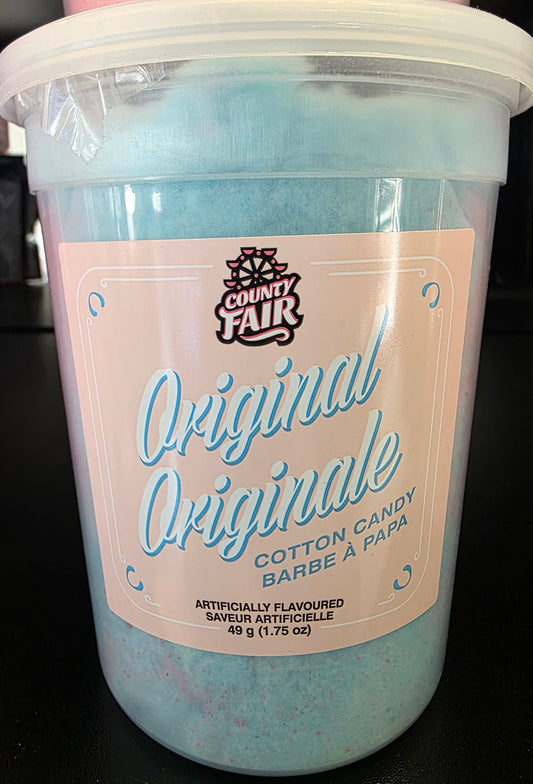 COUNTY
FAIR
Original
Originale
COTTON CANDY
BARBE À PAPA
ARTIFICIALLY FLAVOURED
SAVEUR ARTIFICIELLE
49 g (1.75 oz)